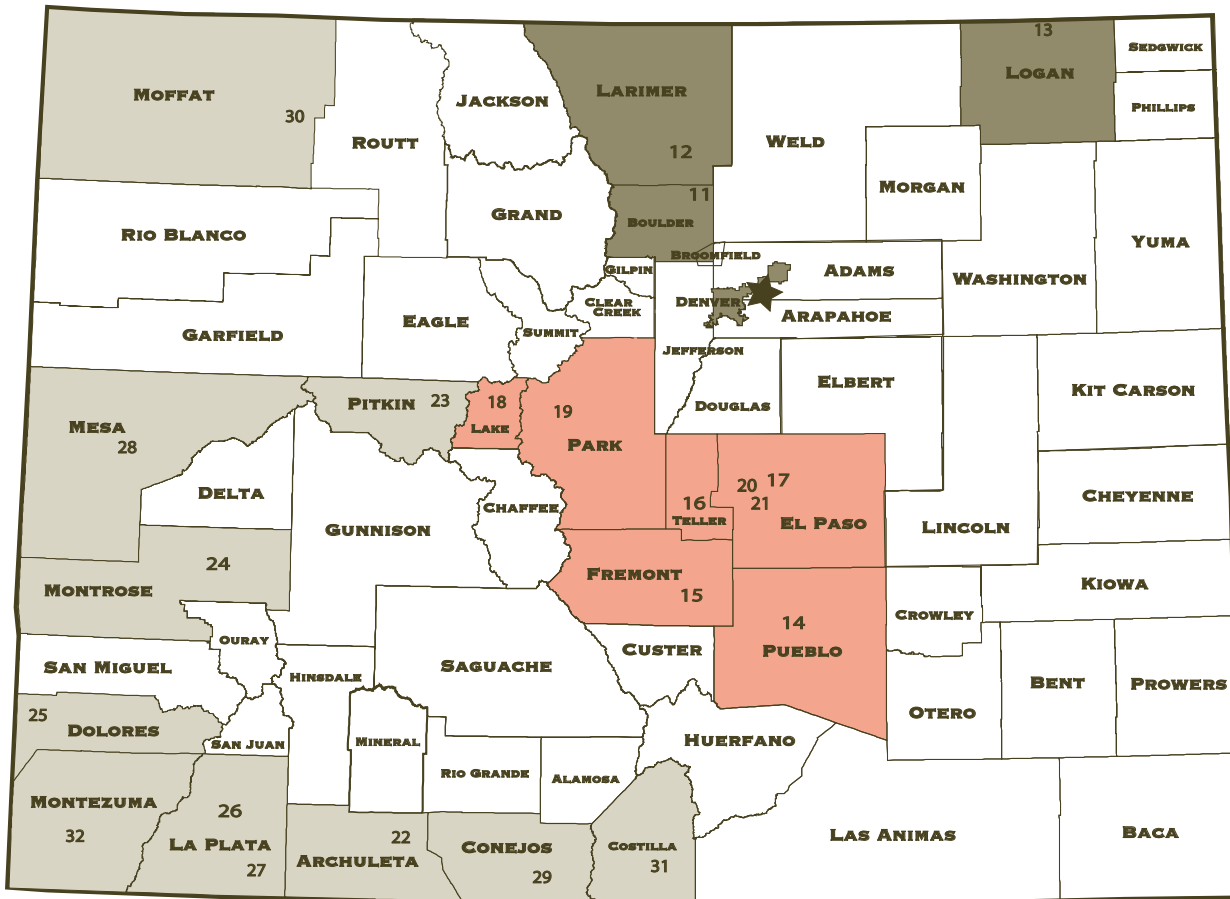 13
SEDGWICK
LOGAN
MOFFAT
LARIMER
JACKSON
PHILLIPS
30
ROUTT
WELD
12
MORGAN
11
GRAND
BOULDER
RIO BLANCO
YUMA
BROOMFIELD
GILPIN
ADAMS
WASHINGTON
CLEAR
CREEK
DENVER
ARAPAHOE
EAGLE
GARFIELD
SUMMIT
JEFFERSON
ELBERT
KIT CARSON
PITKIN
23
18
19
DOUGLAS
MESA
28
LAKE
PARK
DELTA
20
17
16
21
CHEYENNE
CHAFFEE
TELLER
EL PASO
GUNNISON
LINCOLN
24
FREMONT
KIOWA
MONTROSE
15
CROWLEY
14
OURAY
CUSTER
PUEBLO
SAN MIGUEL
SAGUACHE
HINSDALE
BENT
PROWERS
25
OTERO
DOLORES
SAN JUAN
MINERAL
HUERFANO
RIO GRANDE
ALAMOSA
MONTEZUMA
26
32
LA PLATA
22
CONEJOS
COSTILLA
LAS ANIMAS
BACA
ARCHULETA
27
29
31